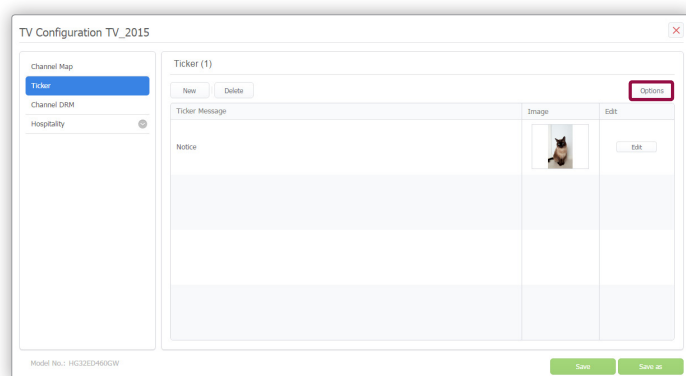 TV Configuration TV_2015
Channel Map
Ticker
Channel DRM
Hospitality
Ticker (1)
New Delete Options
Ticker Message Image Edit
Notice Edit
Model No.: HG32ED460GW
Save Save as